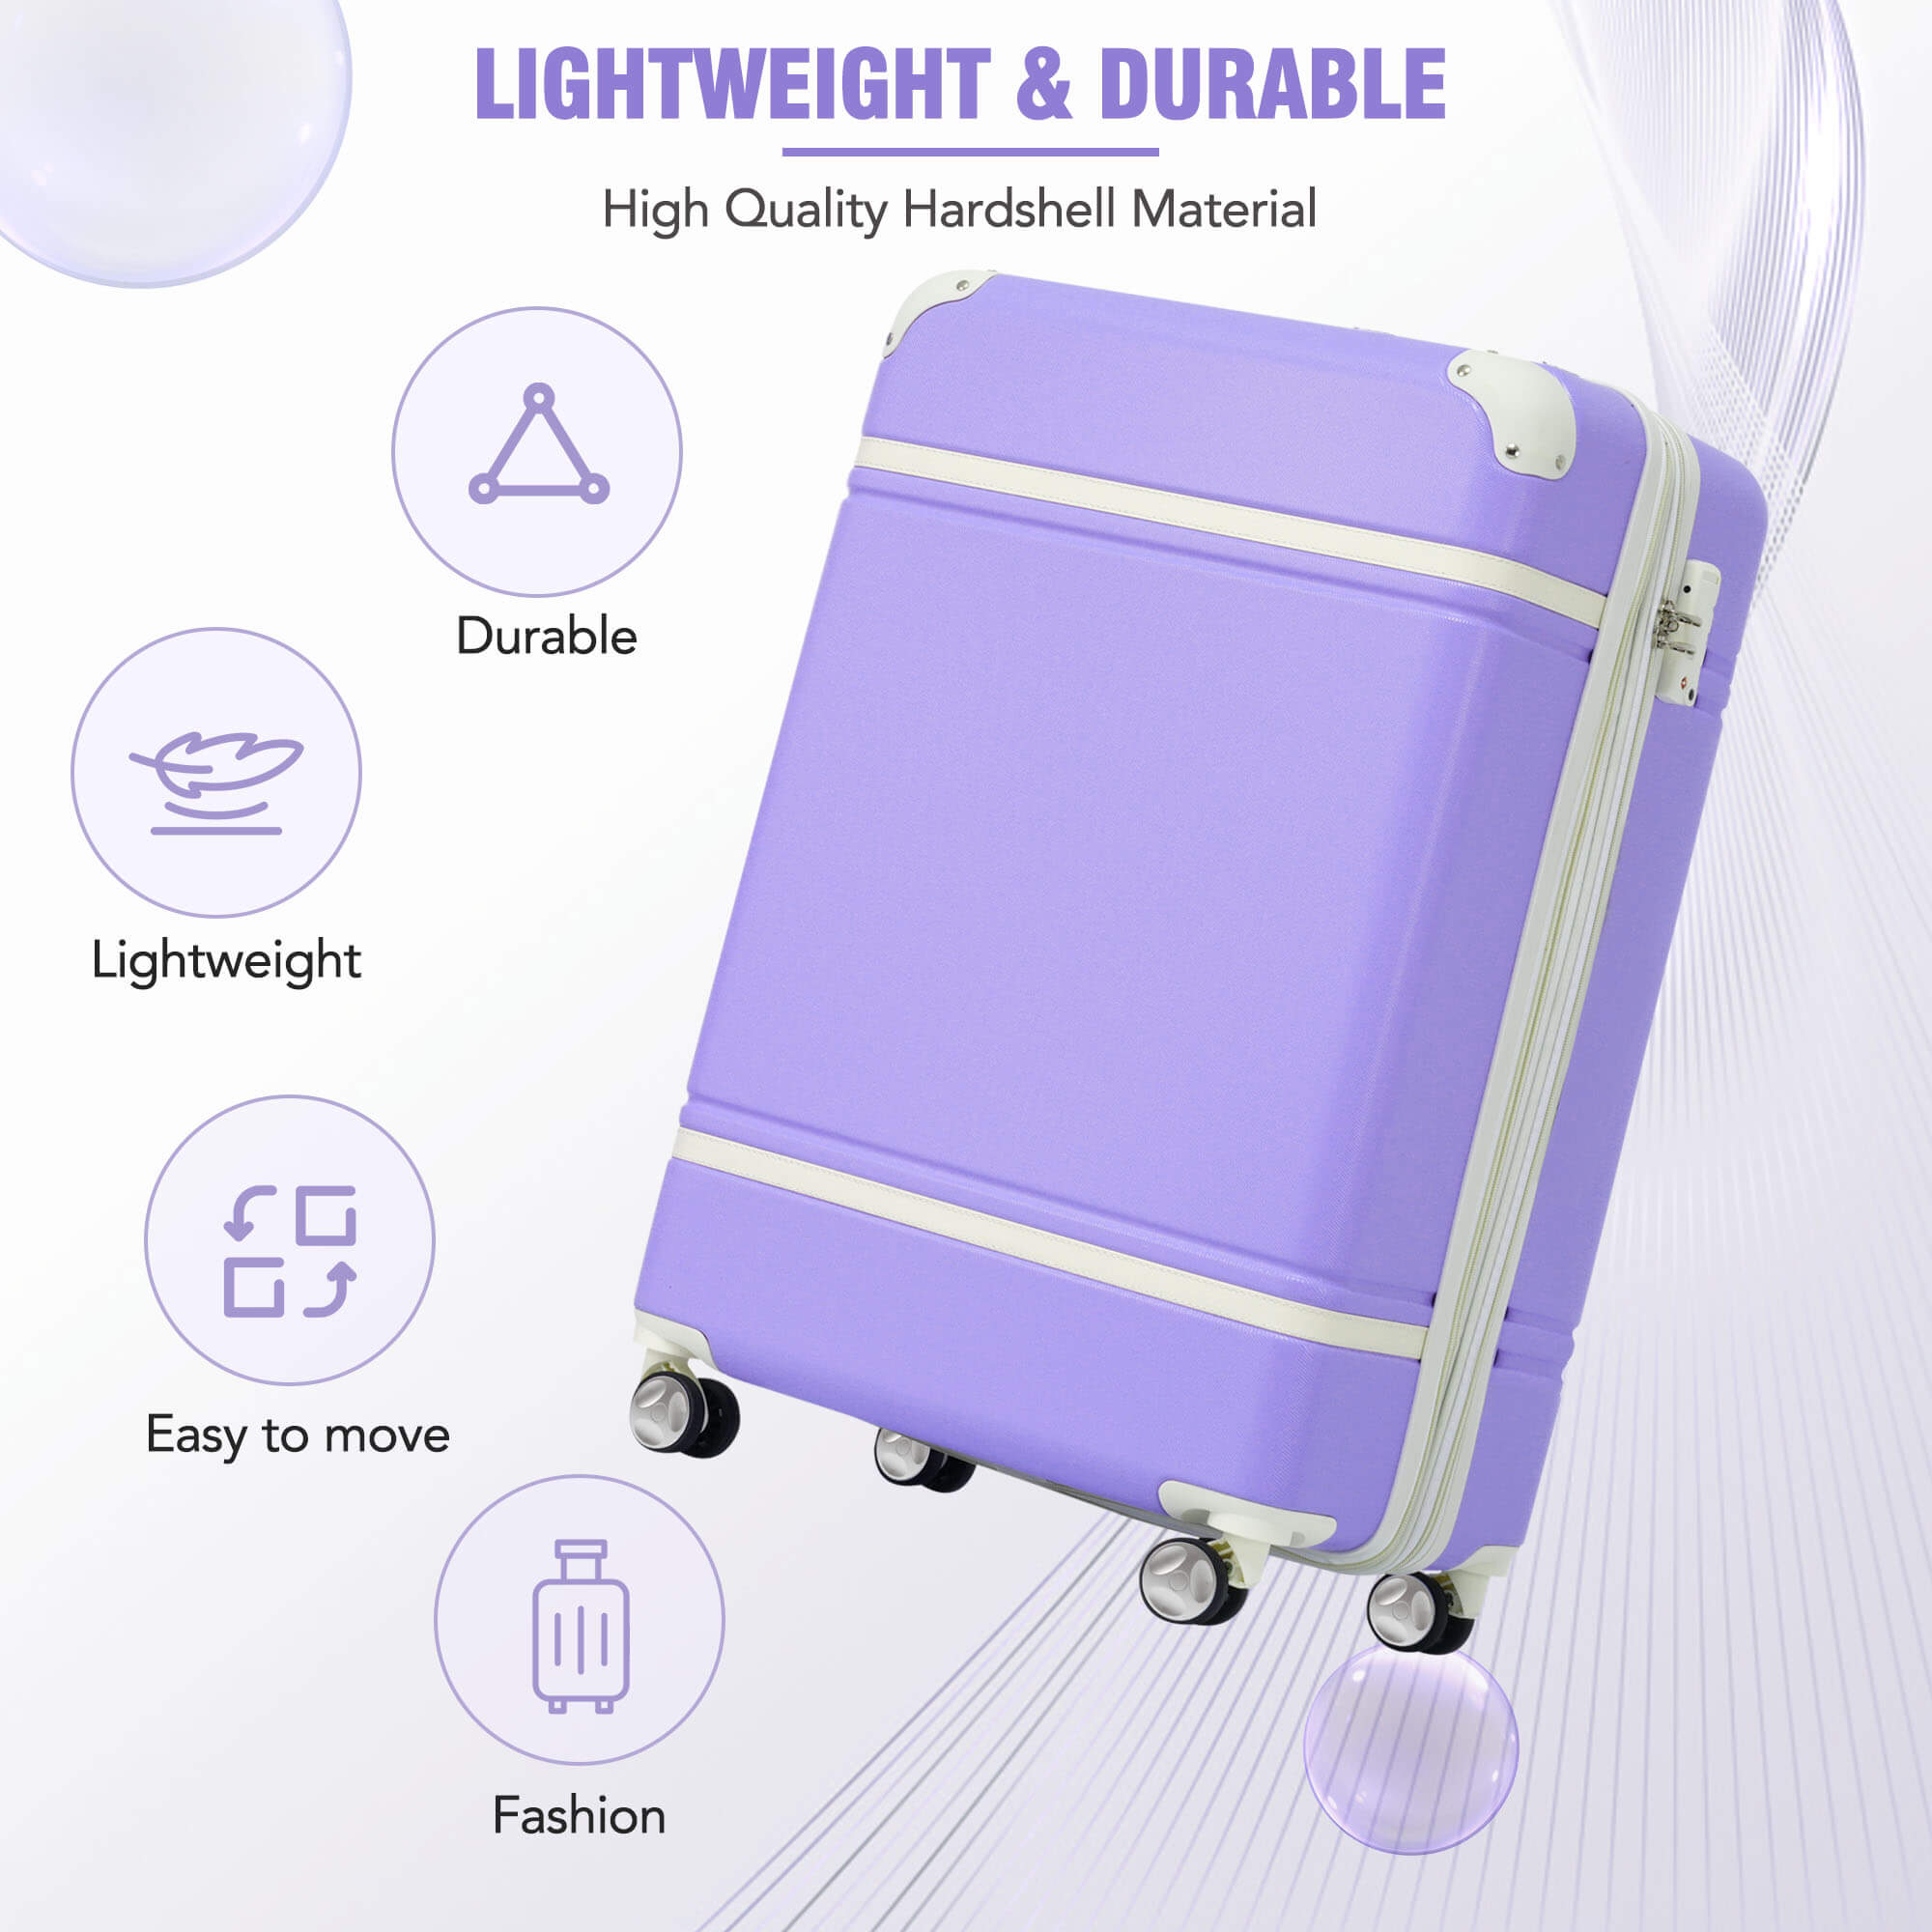 LIGHTWEIGHT & DURABLE
High Quality Hardshell Material
Durable
Lightweight
Easy to move
Fashion